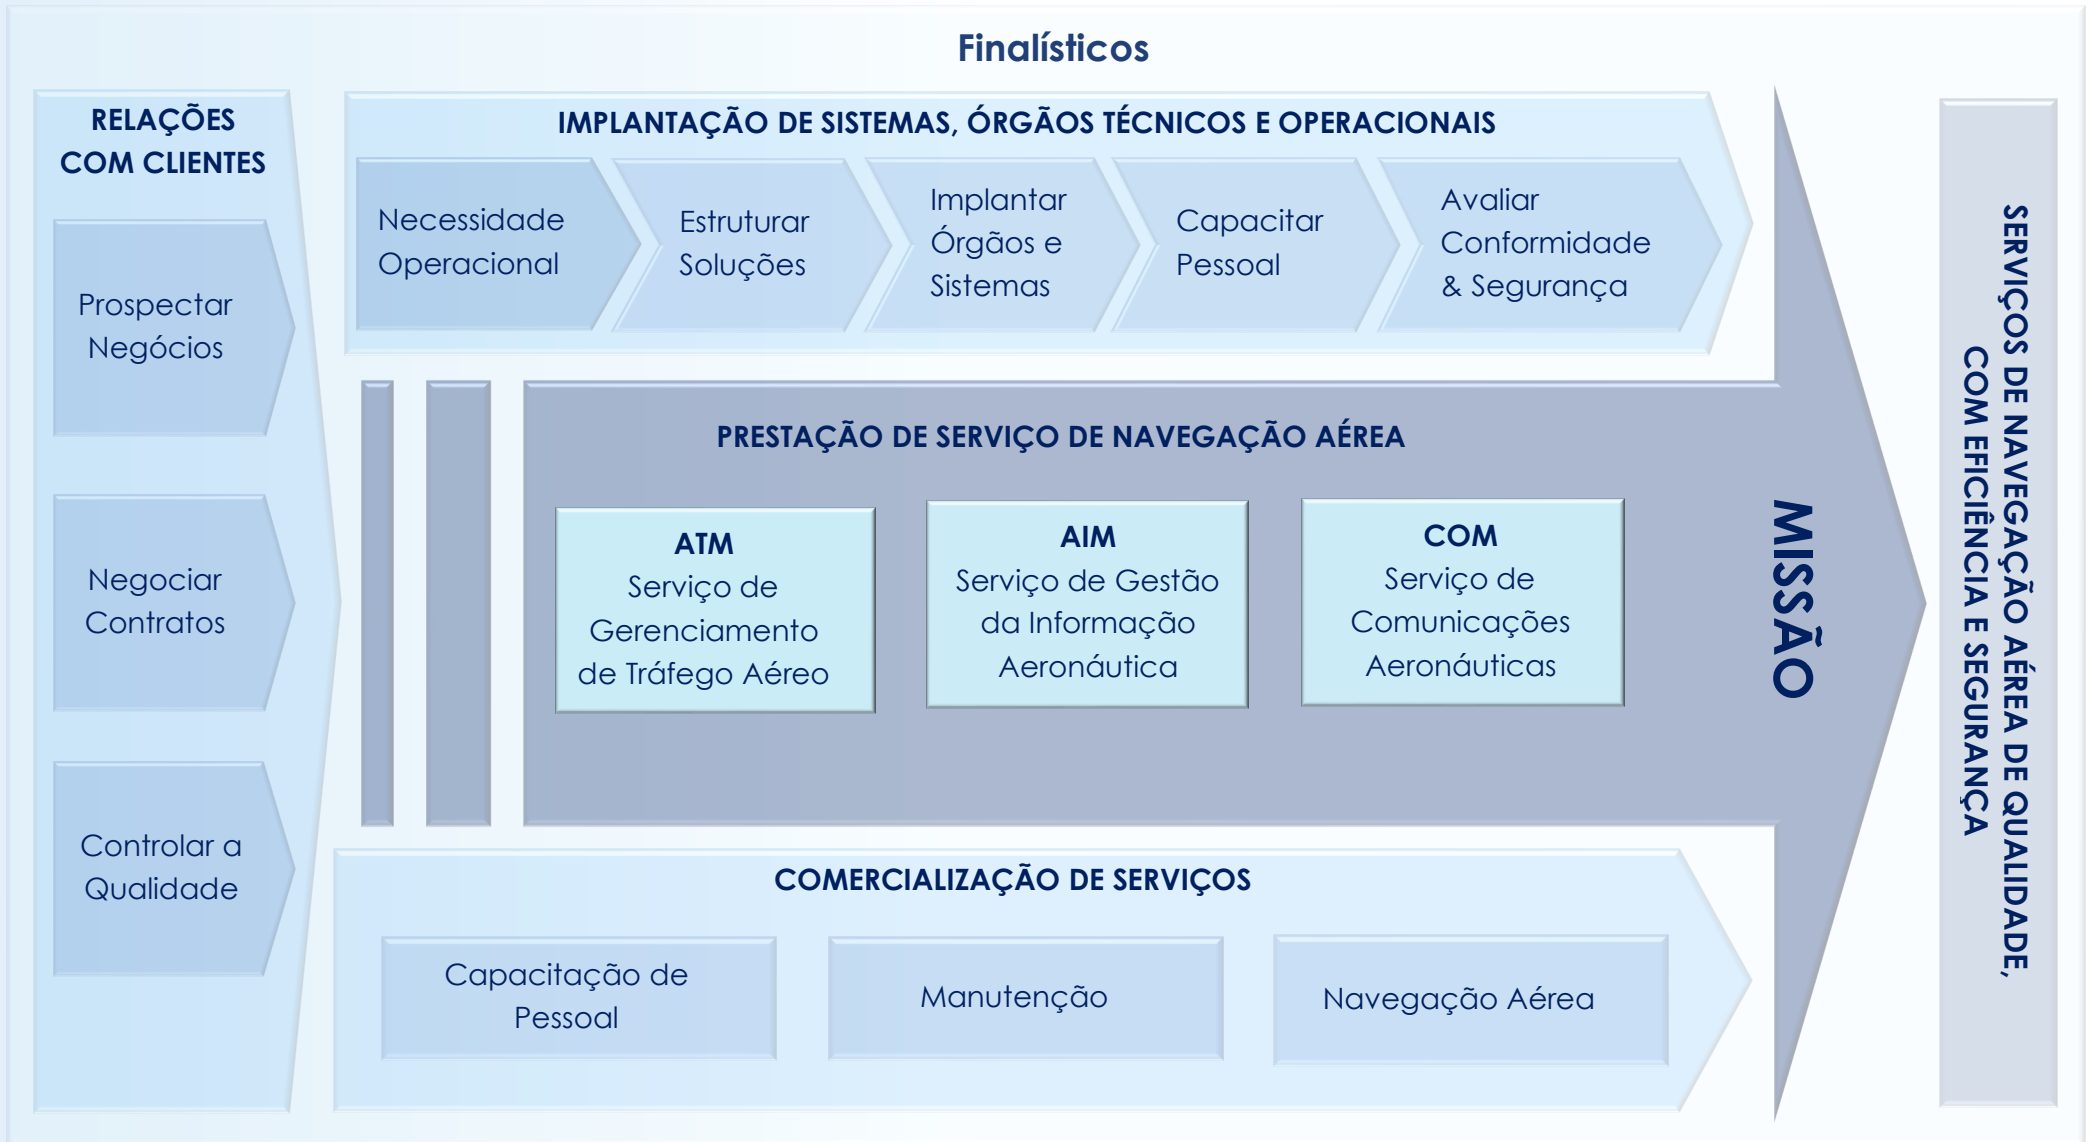 Finalísticos
RELAÇÕES
COM CLIENTES
Prospectar
Negócios
Negociar
Contratos
Controlar a
Qualidade
IMPLANTAÇÃO DE SISTEMAS, ÓRGÃOS TÉCNICOS E OPERACIONAIS
Necessidade
Operacional
Estruturar
Soluções
Implantar
Órgãos e
Sistemas
Capacitar
Pessoal
Avaliar
Conformidade
& Segurança
PRESTAÇÃO DE SERVIÇO DE NAVEGAÇÃO AÉREA
ATM
Serviço de
Gerenciamento
de Tráfego Aéreo
AIM
Serviço de Gestão
da Informação
Aeronáutica
COM
Serviço de
Comunicações
Aeronáuticas
MISSÃO
COMERCIALIZAÇÃO DE SERVIÇOS
Capacitação de
Pessoal
Manutenção
Navegação Aérea
SERVIÇOS DE NAVEGAÇÃO AÉREA DE QUALIDADE,
COM EFICIÊNCIA E SEGURANÇA